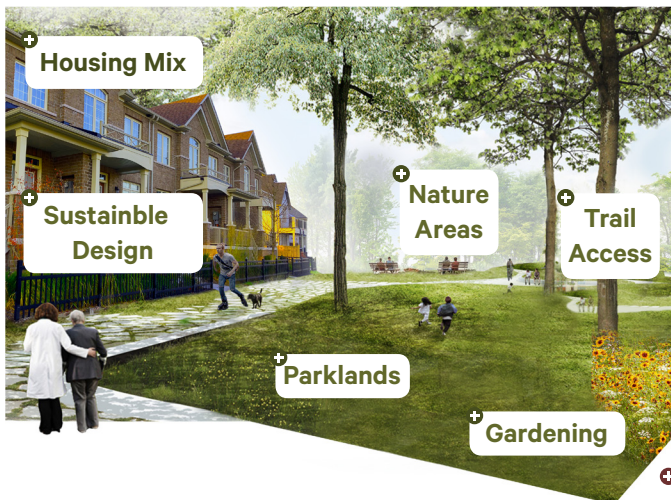 Housing Mix
Sustainble
Design
Nature
Areas
Trail
Access
Parklands
Gardening